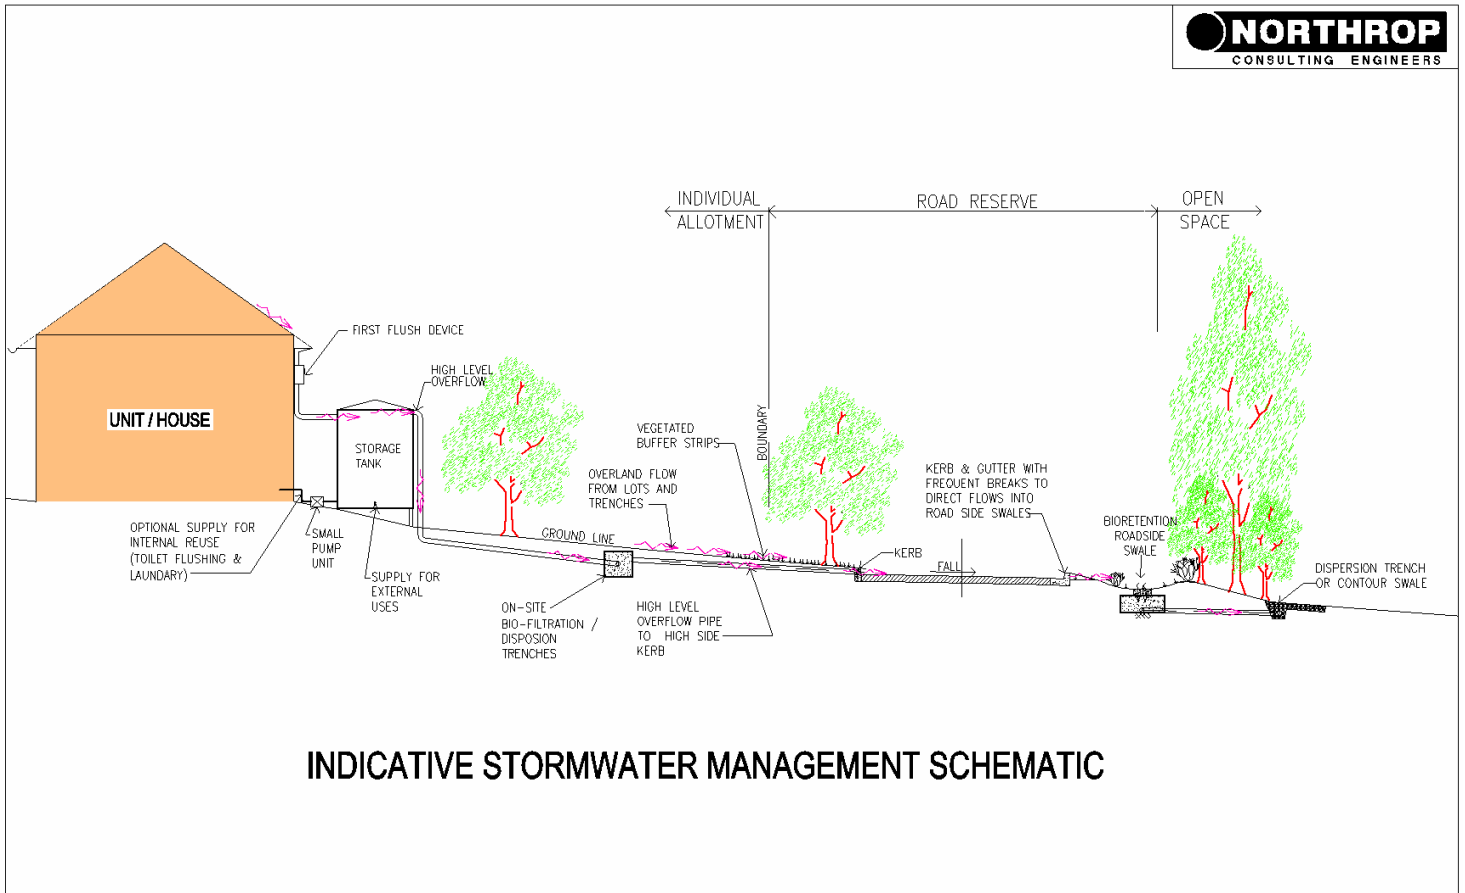 NORTHROP
CONSULTING ENGINEERS
INDIVIDUAL
ALLOTMENT
ROAD RESERVE
OPEN
SPACE
FIRST FLUSH DEVICE
HIGH LEVEL
OVERFLOW
UNIT / HOUSE
STORAGE
TANK
BOUNDARY
VEGETATED
BUFFER STRIPS
OVERLAND FLOW
FROM LOTS AND
TRENCHES
KERB & GUTTER WITH
FREQUENT BREAKS TO
DIRECT FLOWS INTO
ROAD SIDE SWALES
BIORETENTION
ROADSIDE
SWALE
OPTIONAL SUPPLY FOR
INTERNAL REUSE
(TOILET FLUSHING &
LAUNDARY)
SMALL
PUMP
UNIT
GROUND LINE
KERB
FALL
DISPERSION TRENCH
OR CONTOUR SWALE
SUPPLY FOR
EXTERNAL
USES
ON-SITE
BIO-FILTRATION /
DISPOSION
TRENCHES
HIGH LEVEL
OVERFLOW PIPE
TO HIGH SIDE
KERB
INDICATIVE STORMWATER MANAGEMENT SCHEMATIC